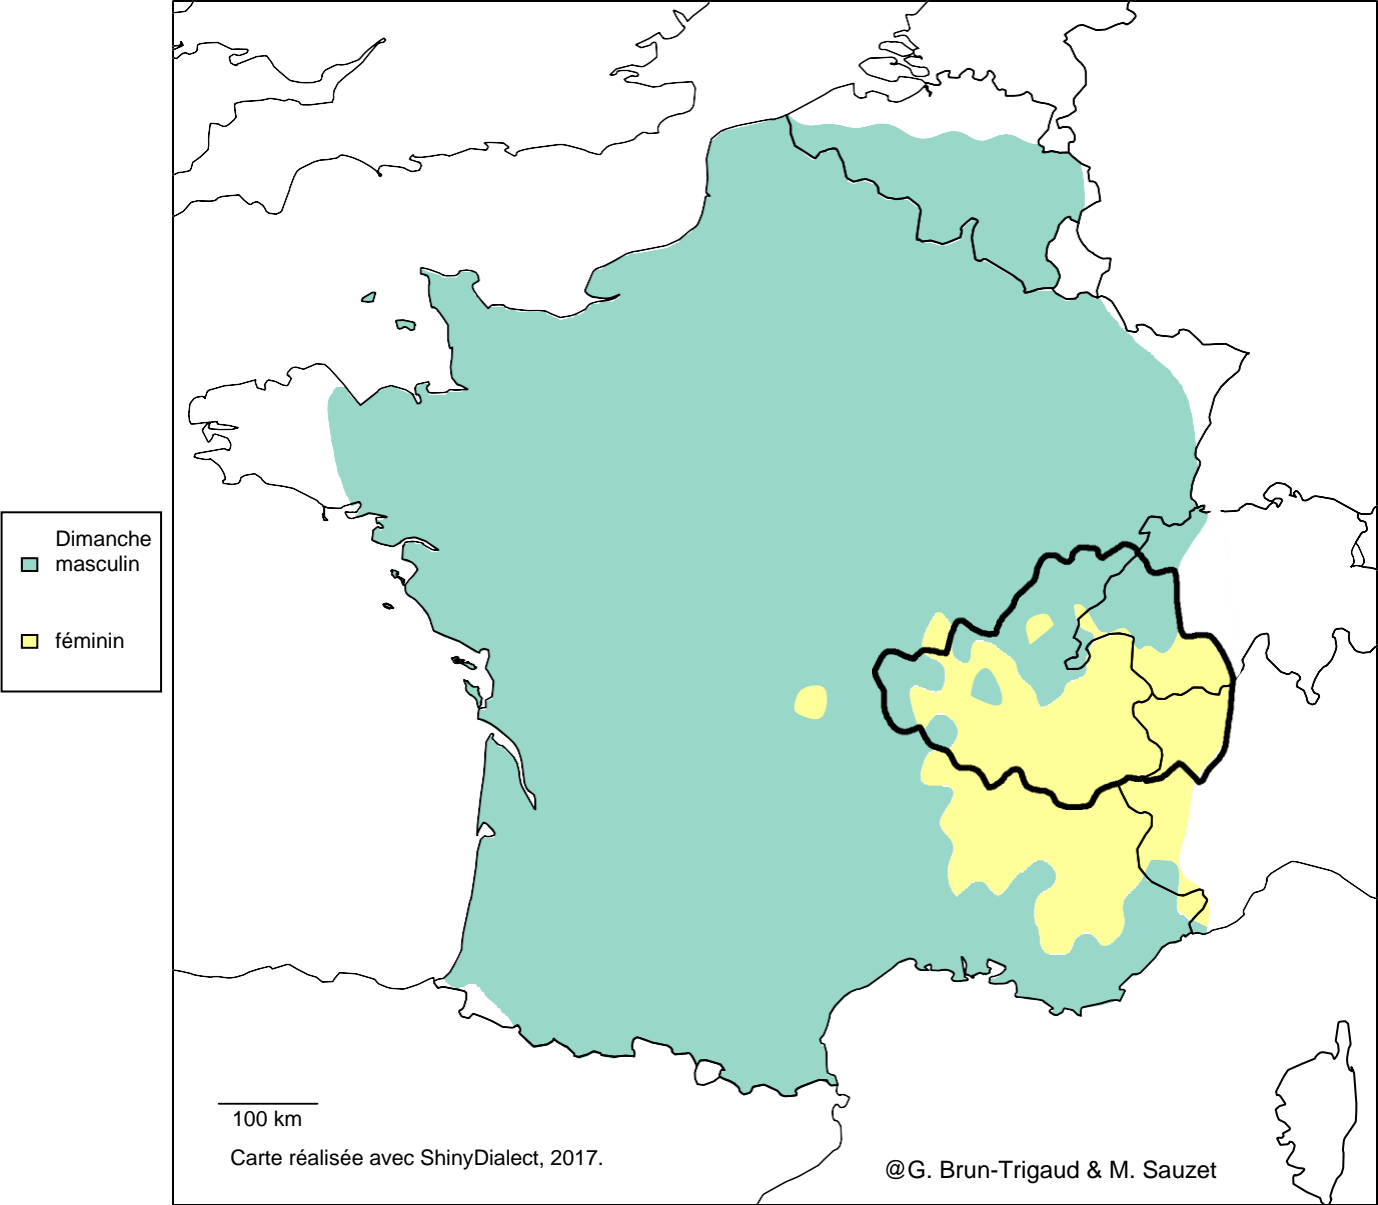 Dimanche
masculin
féminin
100 km
Carte réalisée avec ShinyDialect, 2017.
@G. Brun-Trigaud & M. Sauzet